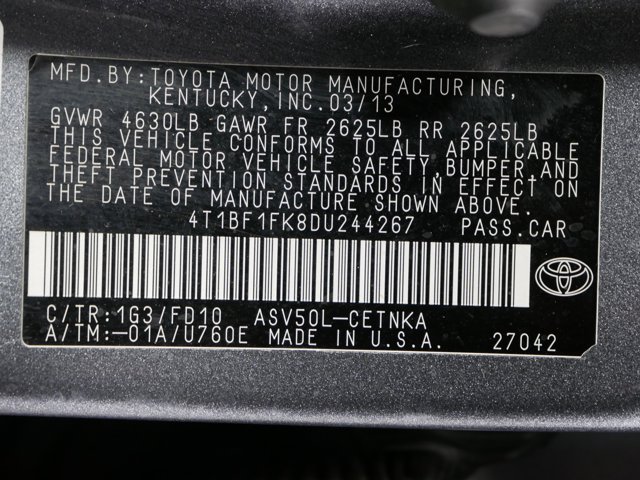 MFD.BY:TOYOTA MOTOR MANUFACTURING,
KENTUCKY,INC.03/13
GVWR 4630LB GAWR FR 2625LB RR 2625LB
THIS VEHICLE CONFORMS TO ALL APPLICABLE
FEDERAL MOTOR VEHICLE SAFETY,BUMPER,AND
THEFT PREVENTION STANDARDS IN EFFECT ON
THE DATE OF MANUFACTURE SHOWN ABOVE.
4T1BF1FK8DU244267 PASS.CAR
C/TR:1G3/FD10 ASV50L-CETNKA
A/TM:-01A/U760E MADE IN U.S.A. 27042